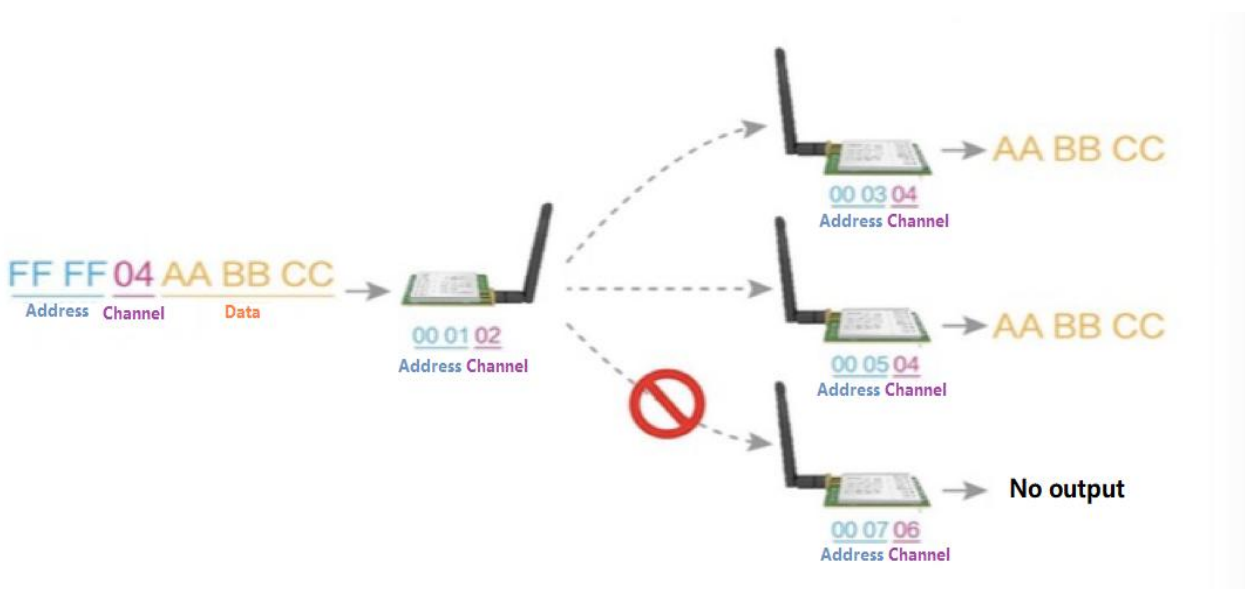 FF FF 04 AA BB CC
Address Channel Data
00 01 02
Address Channel
00 03 04
Address Channel
AA BB CC
00 05 04
Address Channel
AA BB CC
00 07 06
Address Channel
No output